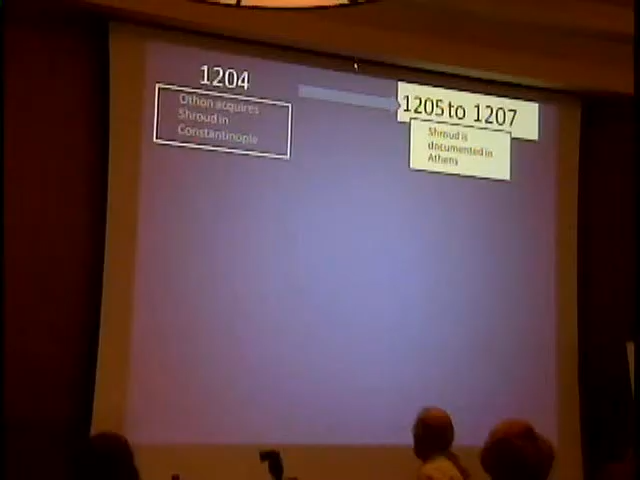 1204
Othon acquires
Shroud in
Constantinople
1205 to 1207
Shroud is
documented in
Athens